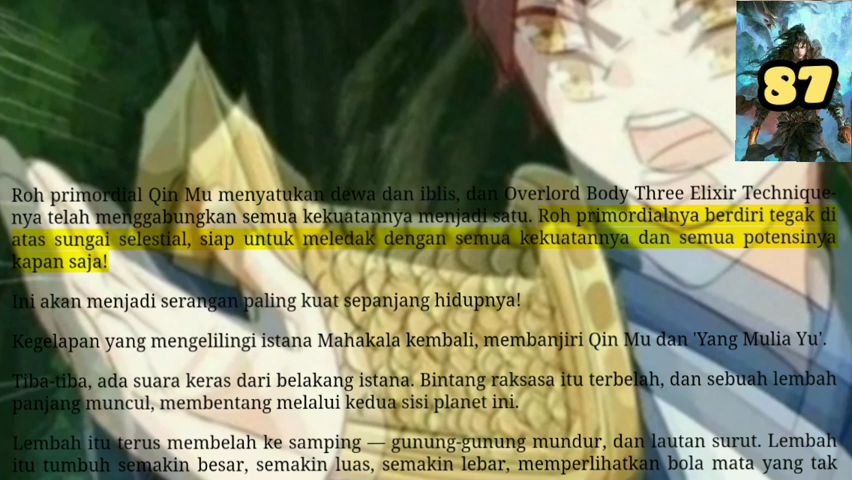 87
Roh primordial Qin Mu menyatukan dewa dan iblis, dan Overlord Body Three Elixir Technique-
nya telah menggabungkan semua kekuatannya menjadi satu. Roh primordialnya berdiri tegak di
atas sungai selestial, siap untuk meledak dengan semua kekuatannya dan semua potensinya
kapan saja!
Ini akan menjadi serangan paling kuat sepanjang hidupnya!
Kegelapan yang mengelilingi istana Mahakala kembali, membanjiri Qin Mu dan 'Yang Mulia Yu'.
Tiba-tiba, ada suara keras dari belakang istana. Bintang raksasa itu terbelah, dan sebuah lembah
panjang muncul, membentang melalui kedua sisi planet ini.
Lembah itu terus membelah ke samping — gunung-gunung mundur, dan lautan surut. Lembah
itu tumbuh semakin besar, semakin luas, semakin lebar, memperlihatkan bola mata yang tak